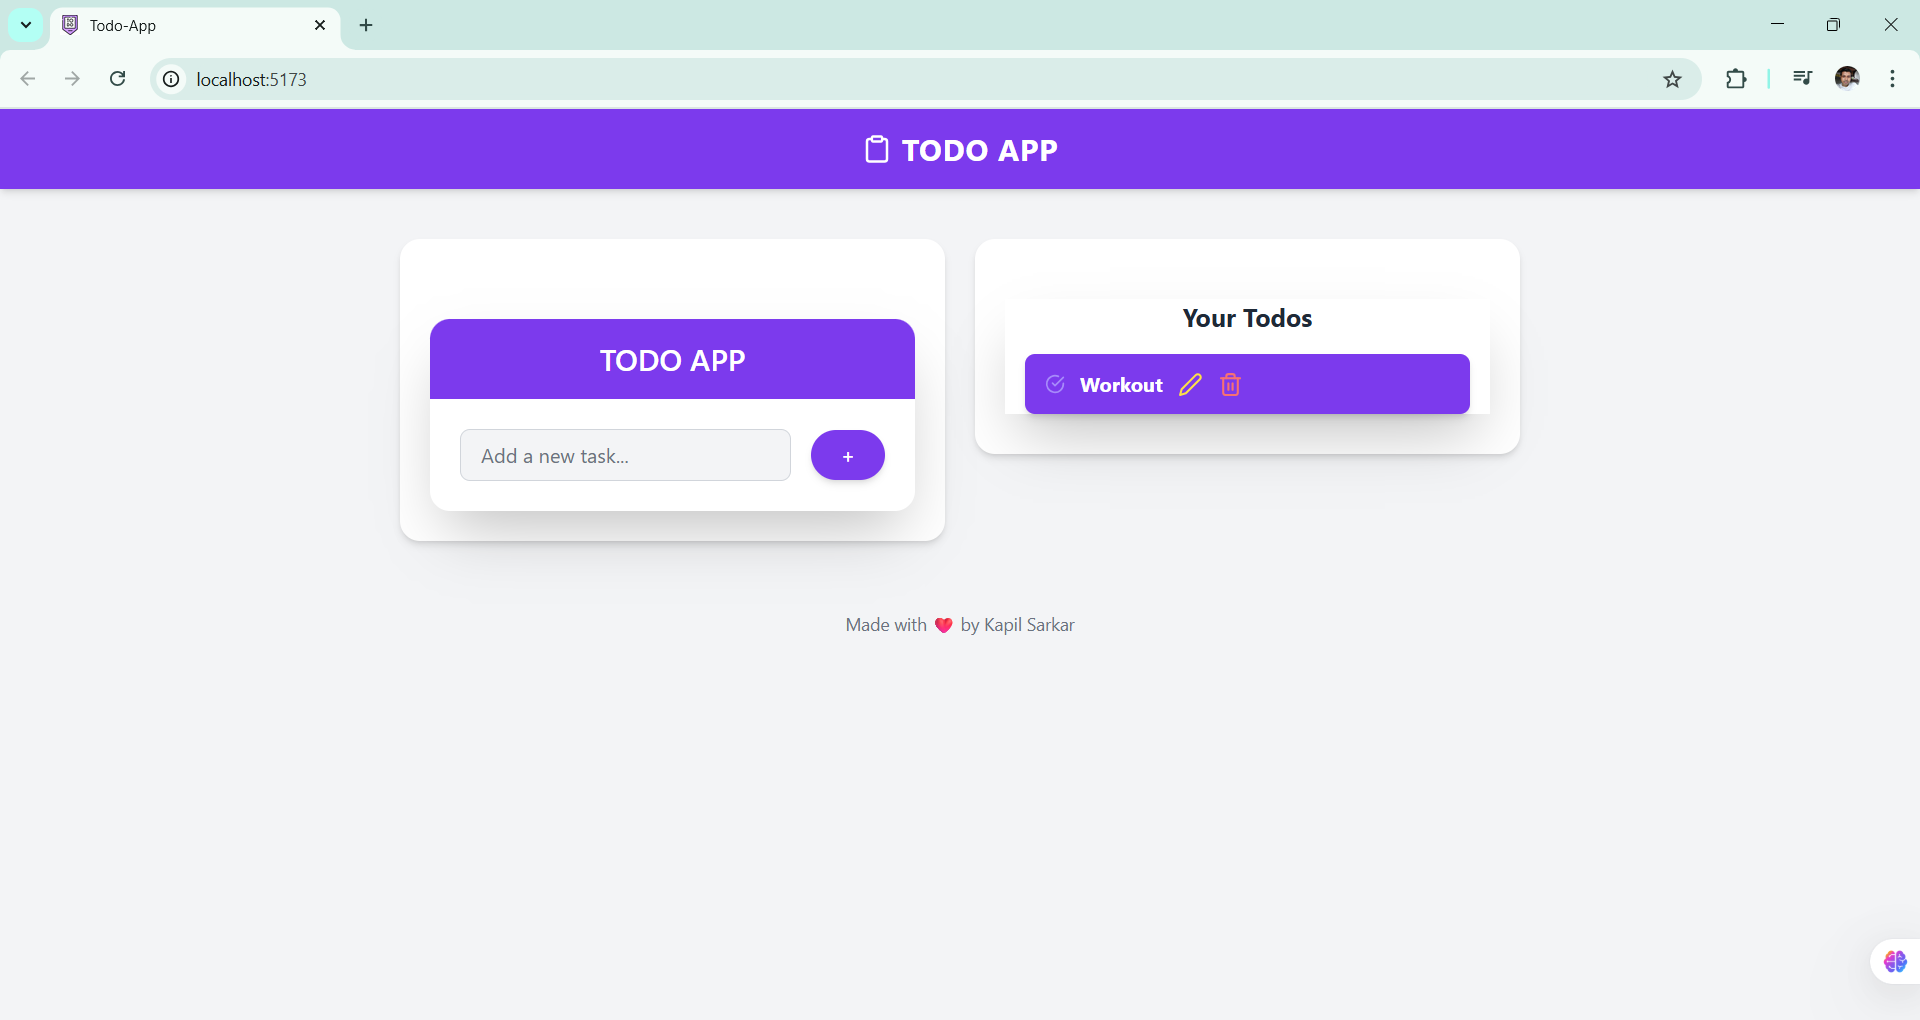 Todo-App
localhost:5173
TODO APP
TODO APP
Add a new task...
+
Your Todos
Workout
Made with ❤️ by Kapil Sarkar